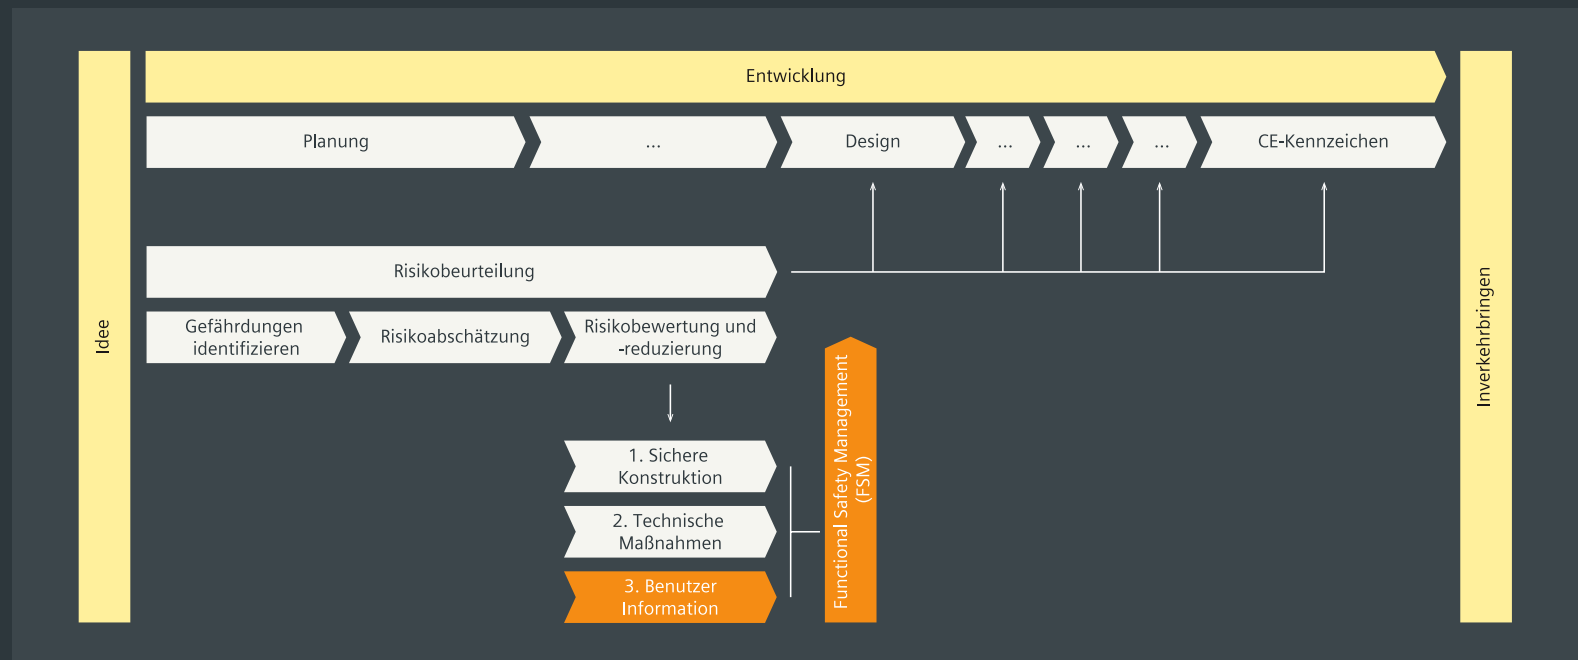 Idee
Entwicklung
Planung
...
Design
...
...
...
CE-Kennzeichen
Risikobeurteilung
Gefährdungen
identifizieren
Risikoabschätzung
Risikobewertung und
-reduzierung
1. Sichere
Konstruktion
2. Technische
Maßnahmen
3. Benutzer
Information
Functional Safety Management
(FSM)
Inverkehrbringen